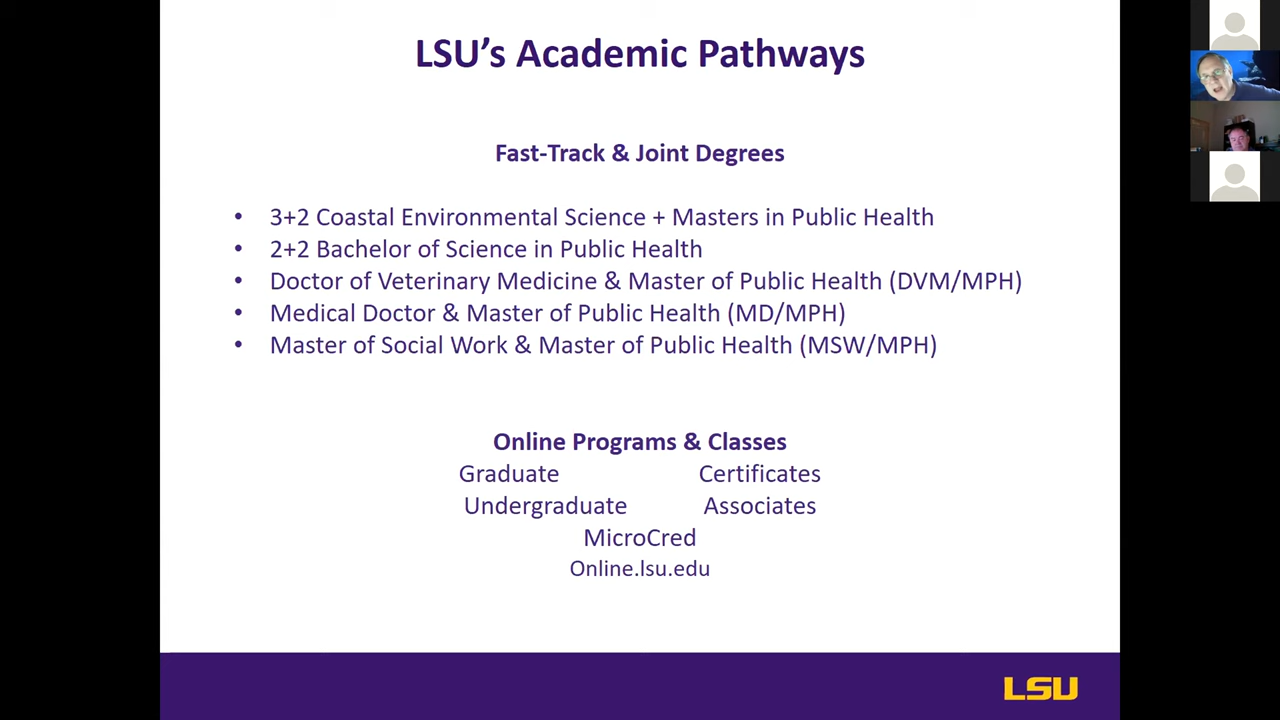 LSU's Academic Pathways
Fast-Track & Joint Degrees
• 3+2 Coastal Environmental Science + Masters in Public Health
• 2+2 Bachelor of Science in Public Health
• Doctor of Veterinary Medicine & Master of Public Health (DVM/MPH)
• Medical Doctor & Master of Public Health (MD/MPH)
• Master of Social Work & Master of Public Health (MSW/MPH)
Online Programs & Classes
Graduate Certificates
Undergraduate Associates
MicroCred
Online.lsu.edu
LSU